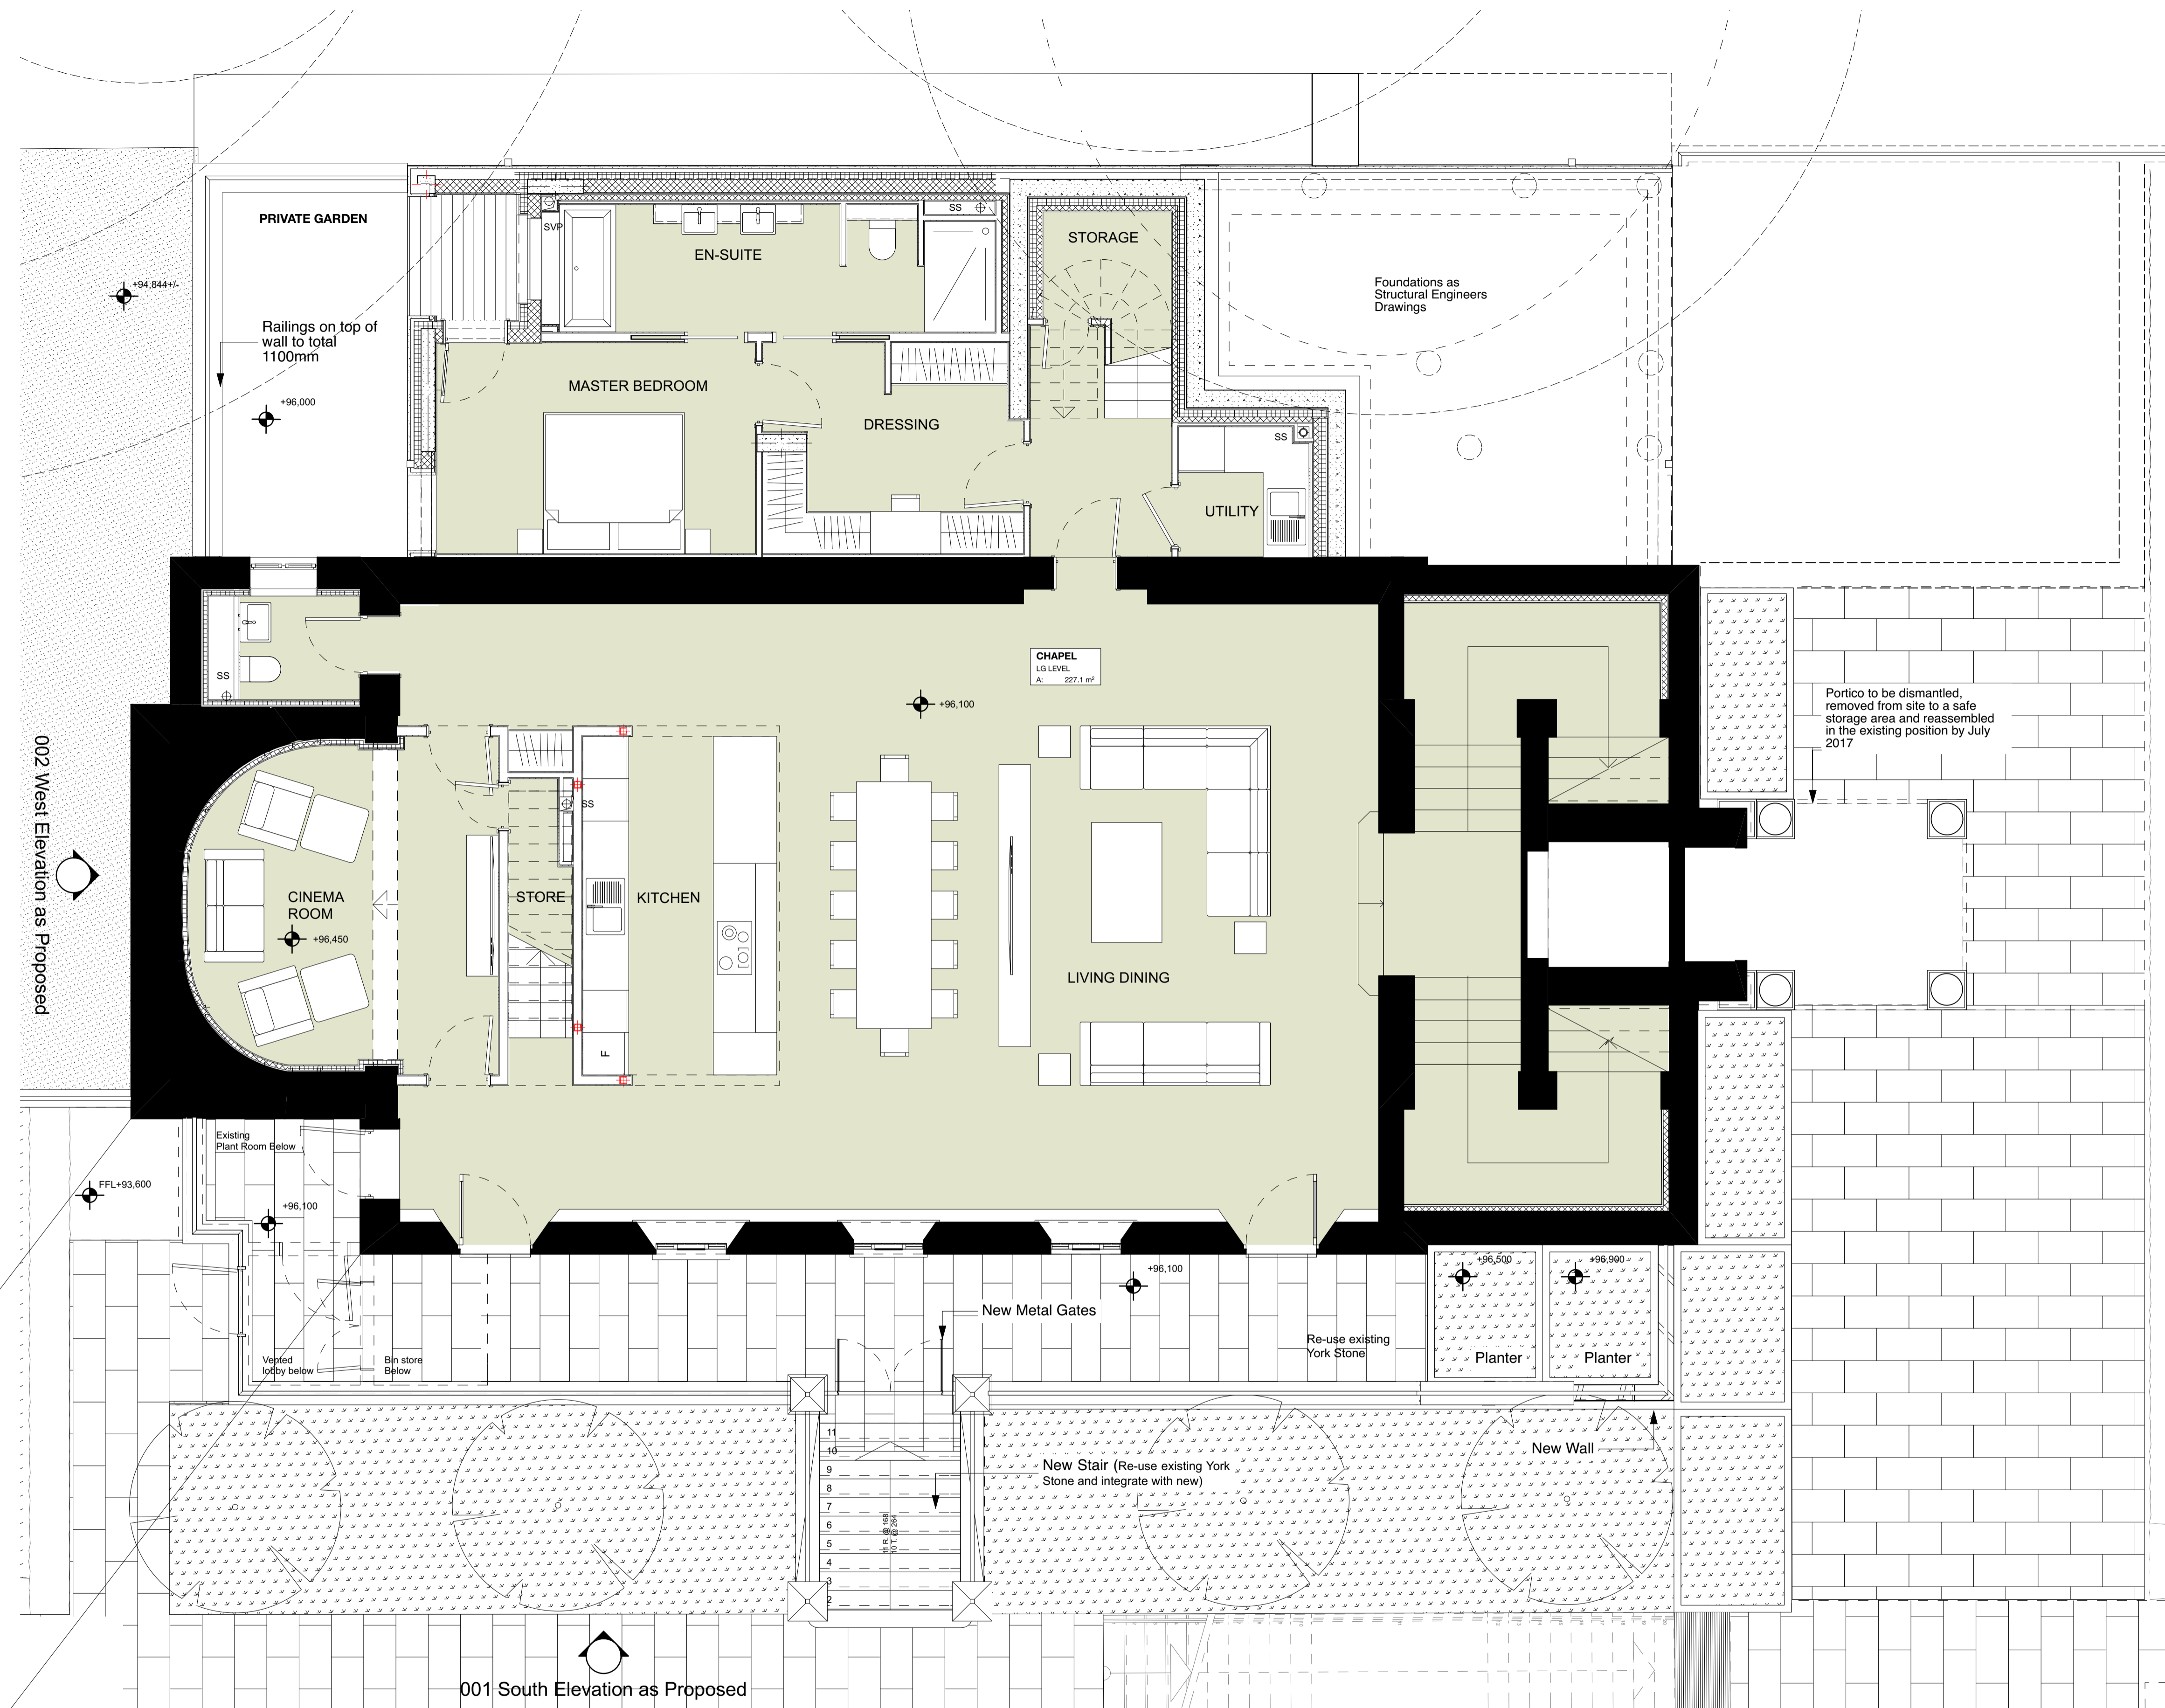 PRIVATE GARDEN
+94,844+/-
Railings on top of
wall to total
1100mm
+96,000
SVP
EN-SUITE
SS
STORAGE
Foundations as
Structural Engineers
Drawings
MASTER BEDROOM
DRESSING
SS
UTILITY
SS
CHAPEL
LG LEVEL
A: 227.1 m²
+96,100
Portico to be dismantled,
removed from site to a safe
storage area and reassembled
in the existing position by July
2017
002 West Elevation as Proposed
SS
CINEMA
ROOM
+96,450
STORE
KITCHEN
LIVING DINING
F
Existing
Plant Room Below
FFL+93,600
+96,100
+96,100
+96,500
+96,900
New Metal Gates
Re-use existing
York Stone
Planter
Planter
Vented
lobby below
Bin store
Below
11
10
9
8
7
6
5
4
3
2
11 R @ 168
10 T @ 264
New Stair (Re-use existing York
Stone and integrate with new)
New Wall
001 South Elevation as Proposed